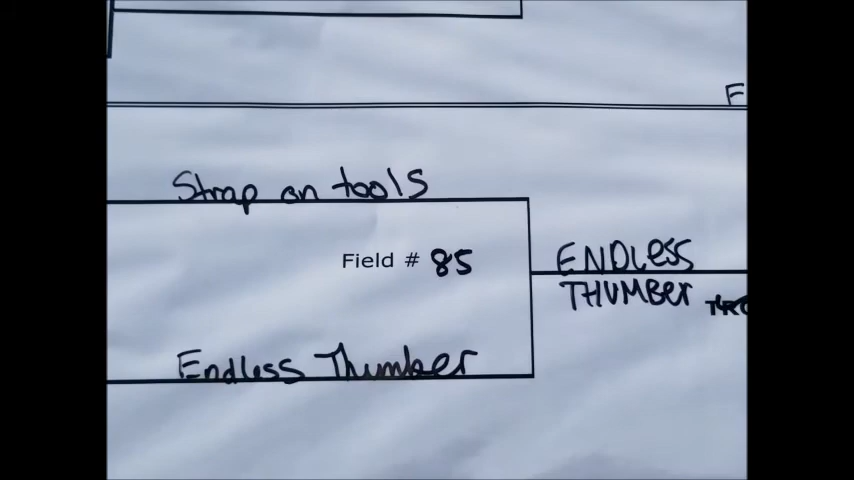 F
Strap on tools
Field # 85
ENDLESS
THUMBER
Endless Thumber